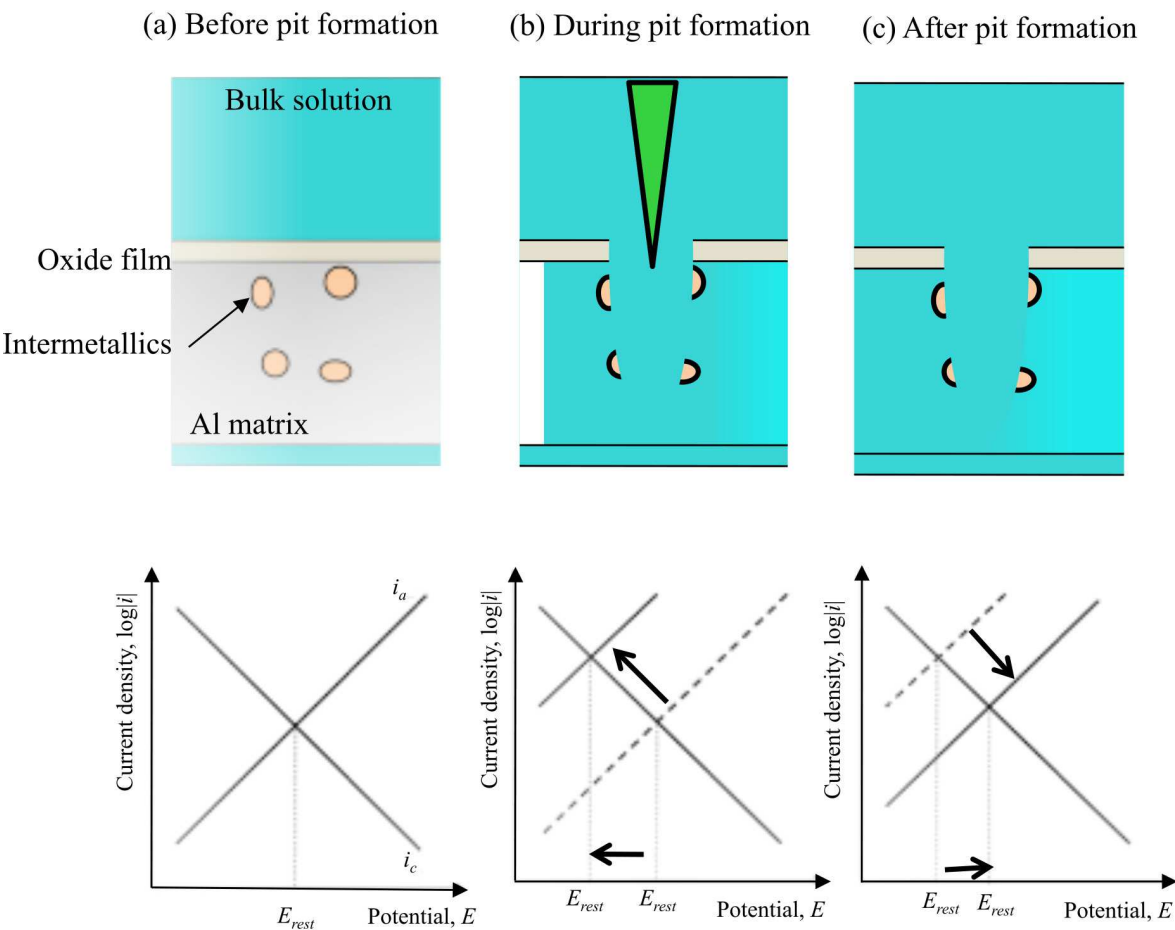 (a) Before pit formation
(b) During pit formation
(c) After pit formation
Bulk solution
Oxide film
Intermetallics
Al matrix
Current density, log|i|
i_a
i_c
E_rest
Potential, E
Current density, log|i|
E_rest
E_rest
Potential, E
Current density, log|i|
E_rest
E_rest
Potential, E